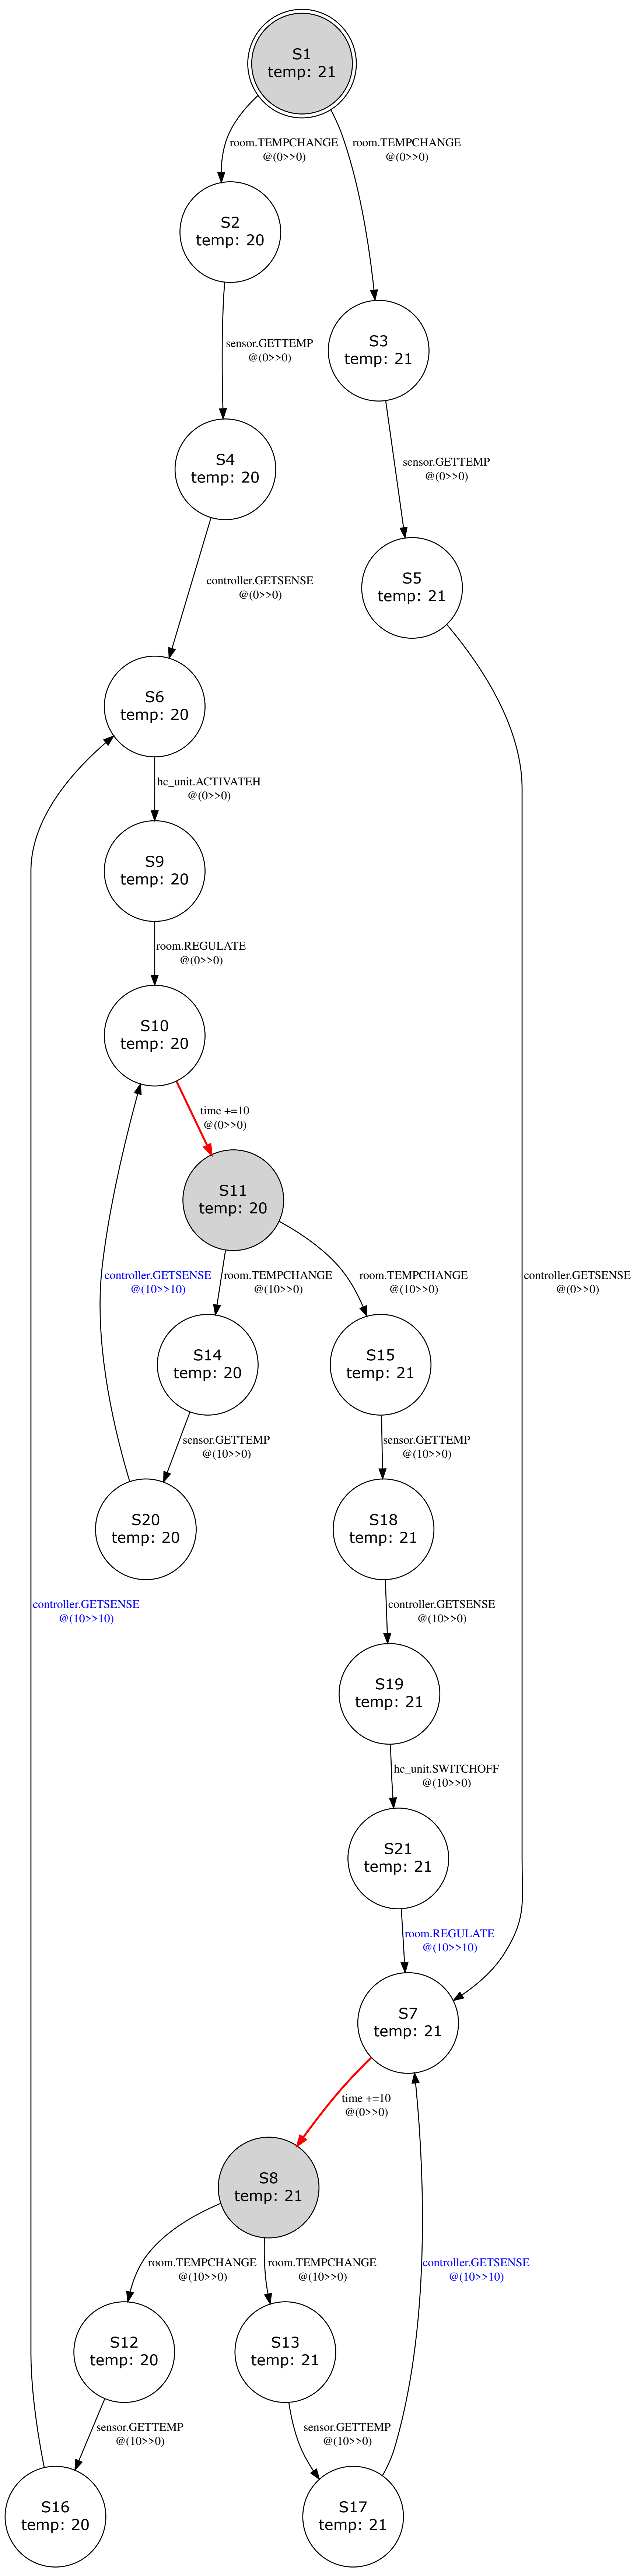 S1
temp: 21
room.TEMPCHANGE
@(0>>0)
room.TEMPCHANGE
@(0>>0)
S2
temp: 20
S3
temp: 21
sensor.GETTEMP
@(0>>0)
S4
temp: 20
sensor.GETTEMP
@(0>>0)
S5
temp: 21
controller.GETSENSE
@(0>>0)
S6
temp: 20
hc_unit.ACTIVATEH
@(0>>0)
S9
temp: 20
room.REGULATE
@(0>>0)
S10
temp: 20
time +=10
@(0>>0)
S11
temp: 20
controller.GETSENSE
@(10>>10)
room.TEMPCHANGE
@(10>>0)
room.TEMPCHANGE
@(10>>0)
controller.GETSENSE
@(0>>0)
S14
temp: 20
S15
temp: 21
sensor.GETTEMP
@(10>>0)
sensor.GETTEMP
@(10>>0)
S20
temp: 20
S18
temp: 21
controller.GETSENSE
@(10>>10)
controller.GETSENSE
@(10>>0)
S19
temp: 21
hc_unit.SWITCHOFF
@(10>>0)
S21
temp: 21
room.REGULATE
@(10>>10)
S7
temp: 21
time +=10
@(0>>0)
S8
temp: 21
room.TEMPCHANGE
@(10>>0)
room.TEMPCHANGE
@(10>>0)
controller.GETSENSE
@(10>>10)
S12
temp: 20
S13
temp: 21
sensor.GETTEMP
@(10>>0)
sensor.GETTEMP
@(10>>0)
S16
temp: 20
S17
temp: 21